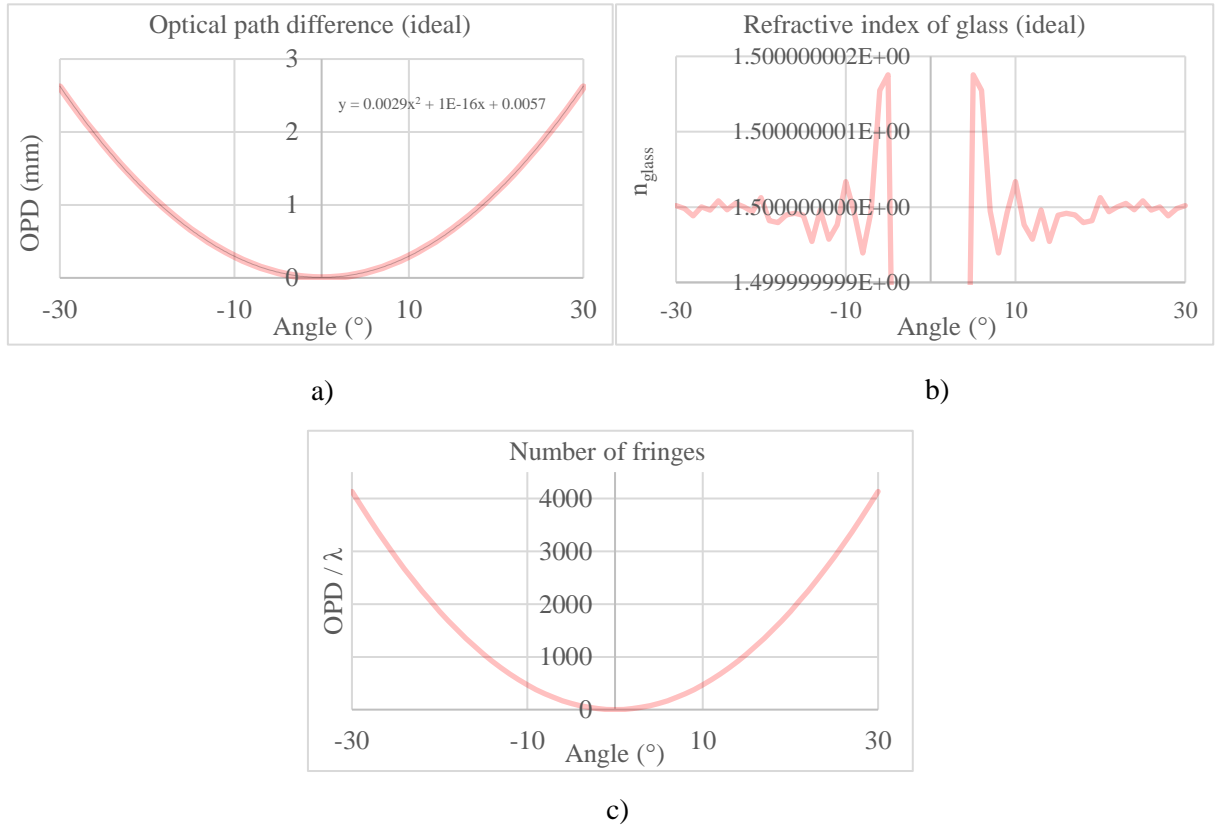 Optical path difference (ideal)
3
y = 0.0029x² + 1E-16x + 0.0057
2
OPD (mm)
1
0
-30 -10 10 30
Angle (°)
a)
Refractive index of glass (ideal)
1.500000002E+00
1.500000001E+00
n_glass
1.500000000E+00
1.499999999E+00
-30 -10 10 30
Angle (°)
b)
Number of fringes
4000
3000
OPD / λ
2000
1000
0
-30 -10 10 30
Angle (°)
c)